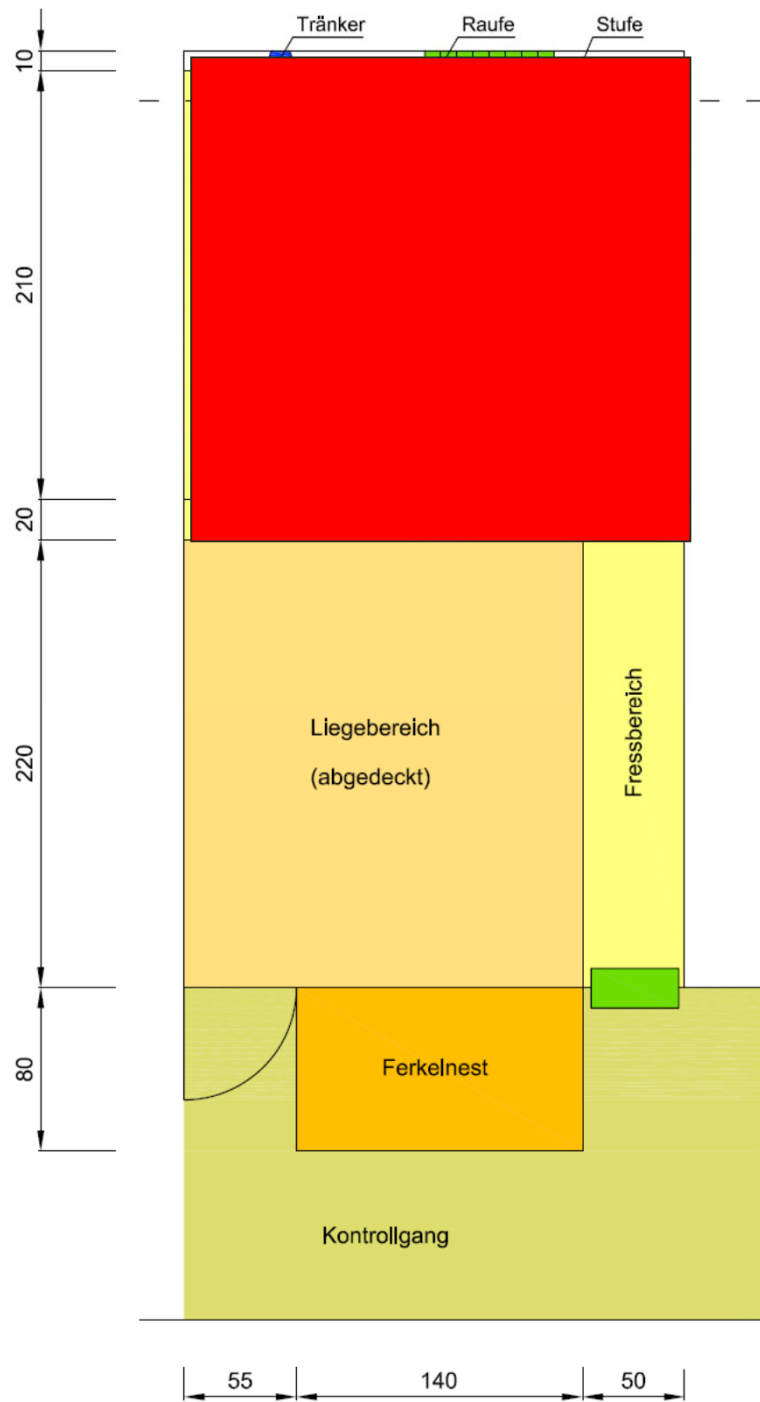 Tränker
Raufe
Stufe
10
210
20
220
80
Liegebereich
(abgedeckt)
Fressbereich
Ferkelnest
Kontrollgang
55
140
50